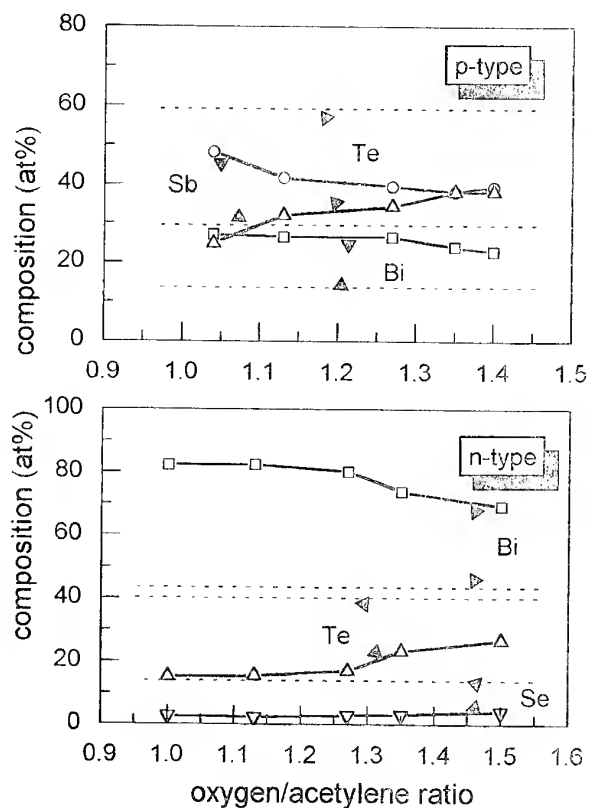 80
60
40
20
0
composition (at%)
p-type
Te
Sb
Bi
0.9 1.0 1.1 1.2 1.3 1.4 1.5
100
80
60
40
20
0
composition (at%)
n-type
Bi
Te
Se
0.9 1.0 1.1 1.2 1.3 1.4 1.5 1.6
oxygen/acetylene ratio